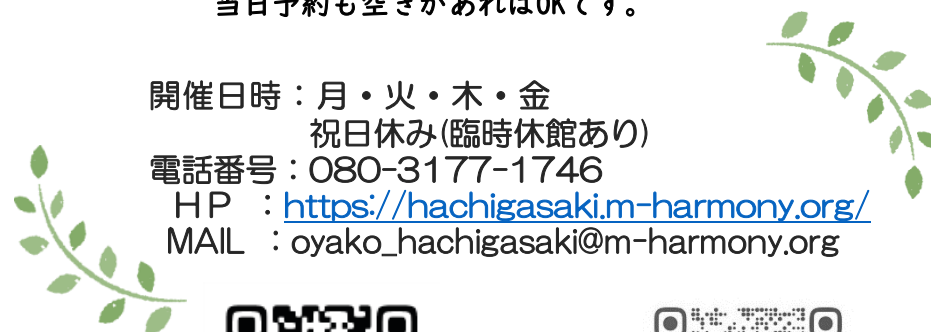 当日予約も空きがあればOKです。
開催日時：月・火・木・金
祝日休み(臨時休館あり)
電話番号：080-3177-1746
ＨＰ ：https://hachigasaki.m-harmony.org/
MAIL ：oyako_hachigasaki@m-harmony.org